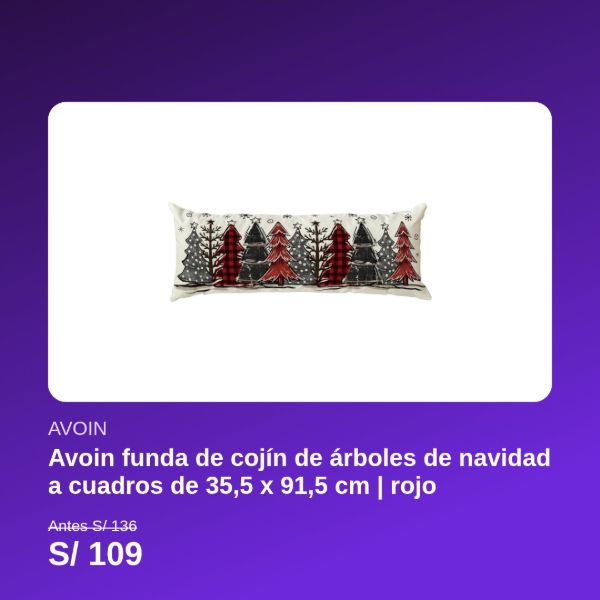 AVOIN
Avoin funda de cojín de árboles de navidad
a cuadros de 35,5 x 91,5 cm | rojo
Antes S/ 136
S/ 109